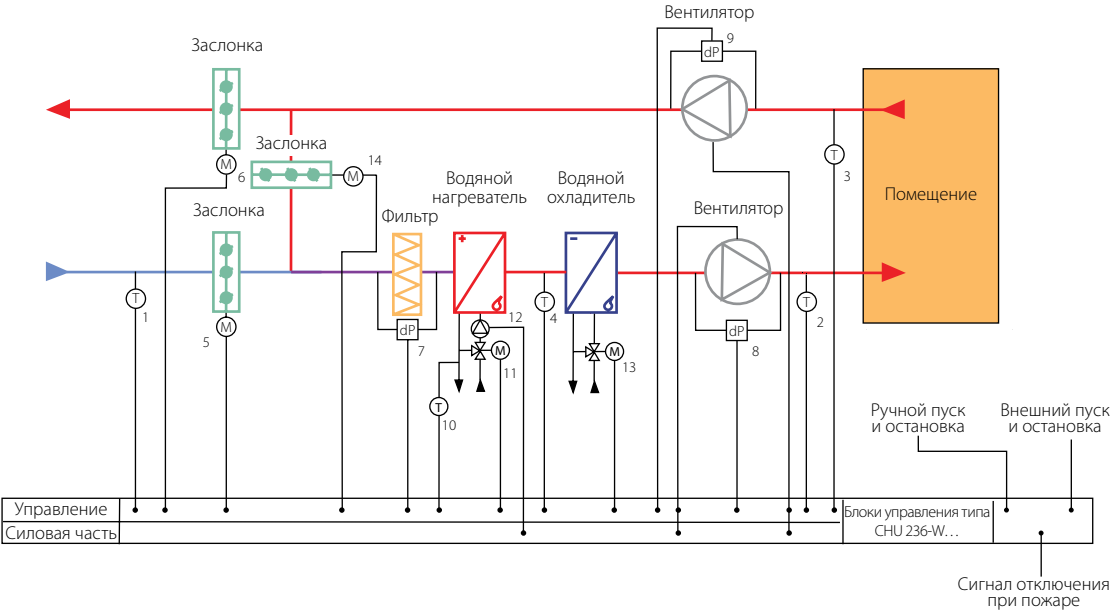 Вентилятор
9
dP
Заслонка
M
6
Заслонка
14
M
T
3
Помещение
Водяной
нагреватель
Водяной
охладитель
Вентилятор
Заслонка
Фильтр
+
-
T
1
M
5
dP
7
12
M
11
T
4
M
13
dP
8
T
2
T
10
Ручной пуск
и остановка
Внешний пуск
и остановка
Управление
Силовая часть
Блоки управления типа
CHU 236-W...
Сигнал отключения
при пожаре